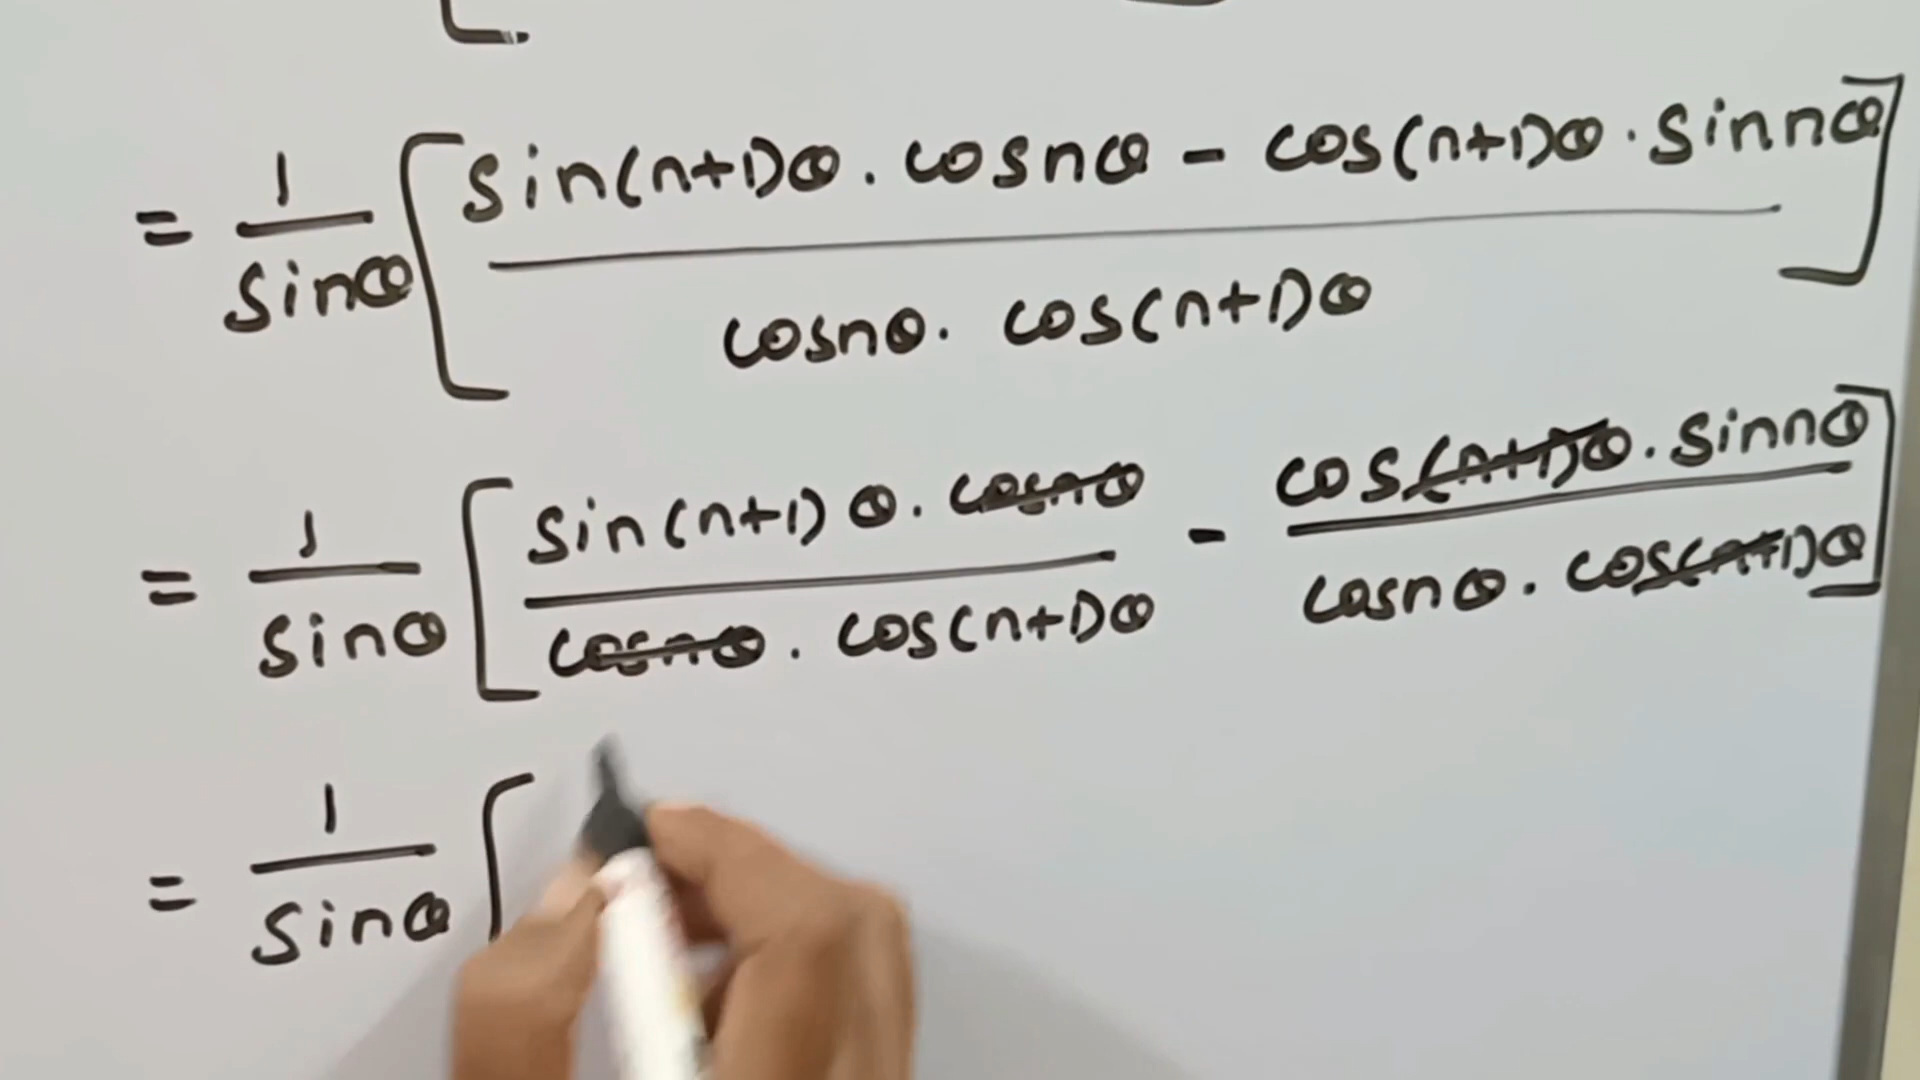 = 1/sinθ [ sin(n+1)θ . cosnθ - cos(n+1)θ . sinnθ / cosnθ . cos(n+1)θ ]
= 1/sinθ [ sin(n+1)θ . cosnθ / cosnθ . cos(n+1)θ - cos(n+1)θ . sinnθ / cosnθ . cos(n+1)θ ]
= 1/sinθ [